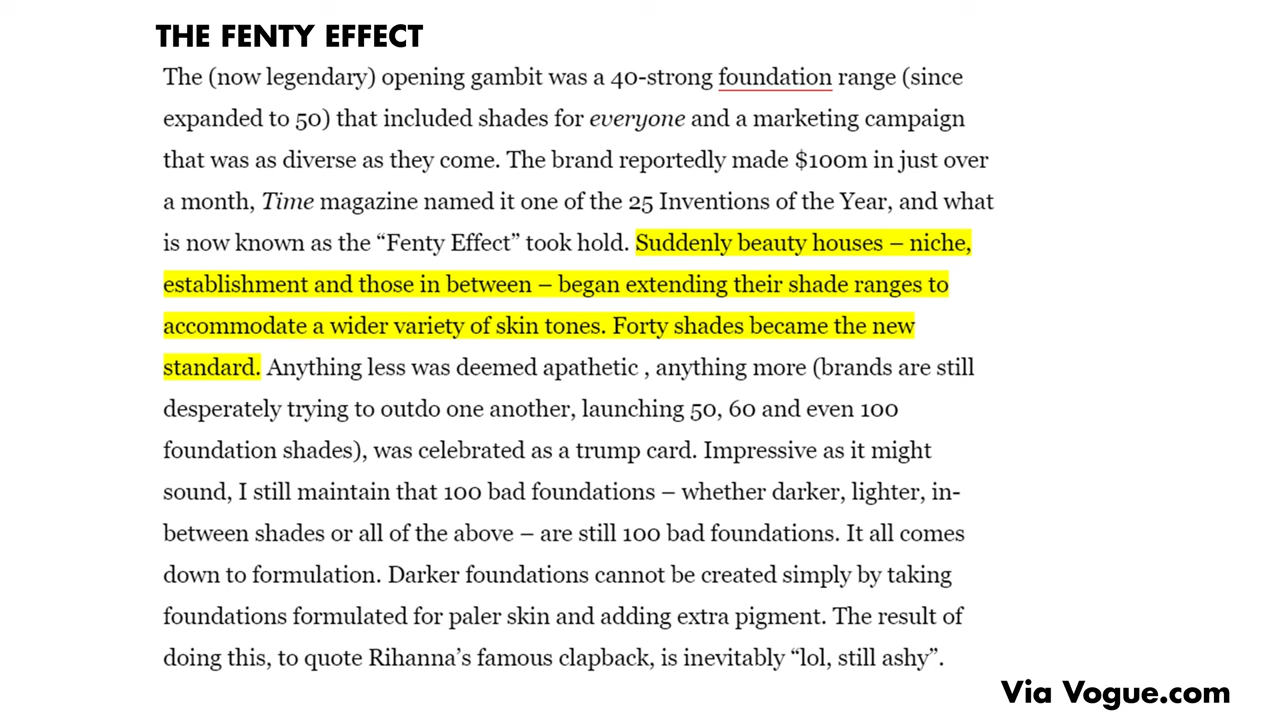 THE FENTY EFFECT
The (now legendary) opening gambit was a 40-strong foundation range (since
expanded to 50) that included shades for everyone and a marketing campaign
that was as diverse as they come. The brand reportedly made $100m in just over
a month, Time magazine named it one of the 25 Inventions of the Year, and what
is now known as the “Fenty Effect” took hold. Suddenly beauty houses – niche,
establishment and those in between – began extending their shade ranges to
accommodate a wider variety of skin tones. Forty shades became the new
standard. Anything less was deemed apathetic , anything more (brands are still
desperately trying to outdo one another, launching 50, 60 and even 100
foundation shades), was celebrated as a trump card. Impressive as it might
sound, I still maintain that 100 bad foundations – whether darker, lighter, in-
between shades or all of the above – are still 100 bad foundations. It all comes
down to formulation. Darker foundations cannot be created simply by taking
foundations formulated for paler skin and adding extra pigment. The result of
doing this, to quote Rihanna’s famous clapback, is inevitably “lol, still ashy”.
Via Vogue.com